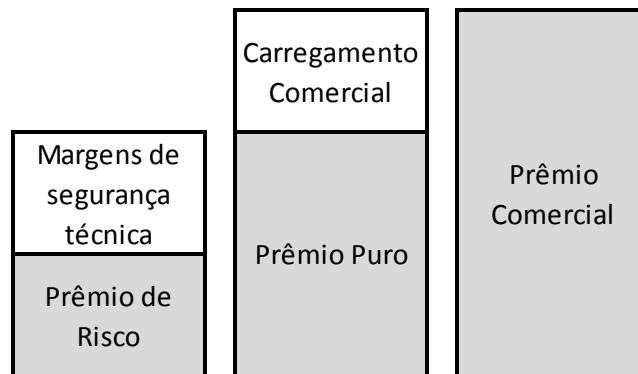 Margens de
segurança
técnica
Prêmio de
Risco
Carregamento
Comercial
Prêmio Puro
Prêmio
Comercial